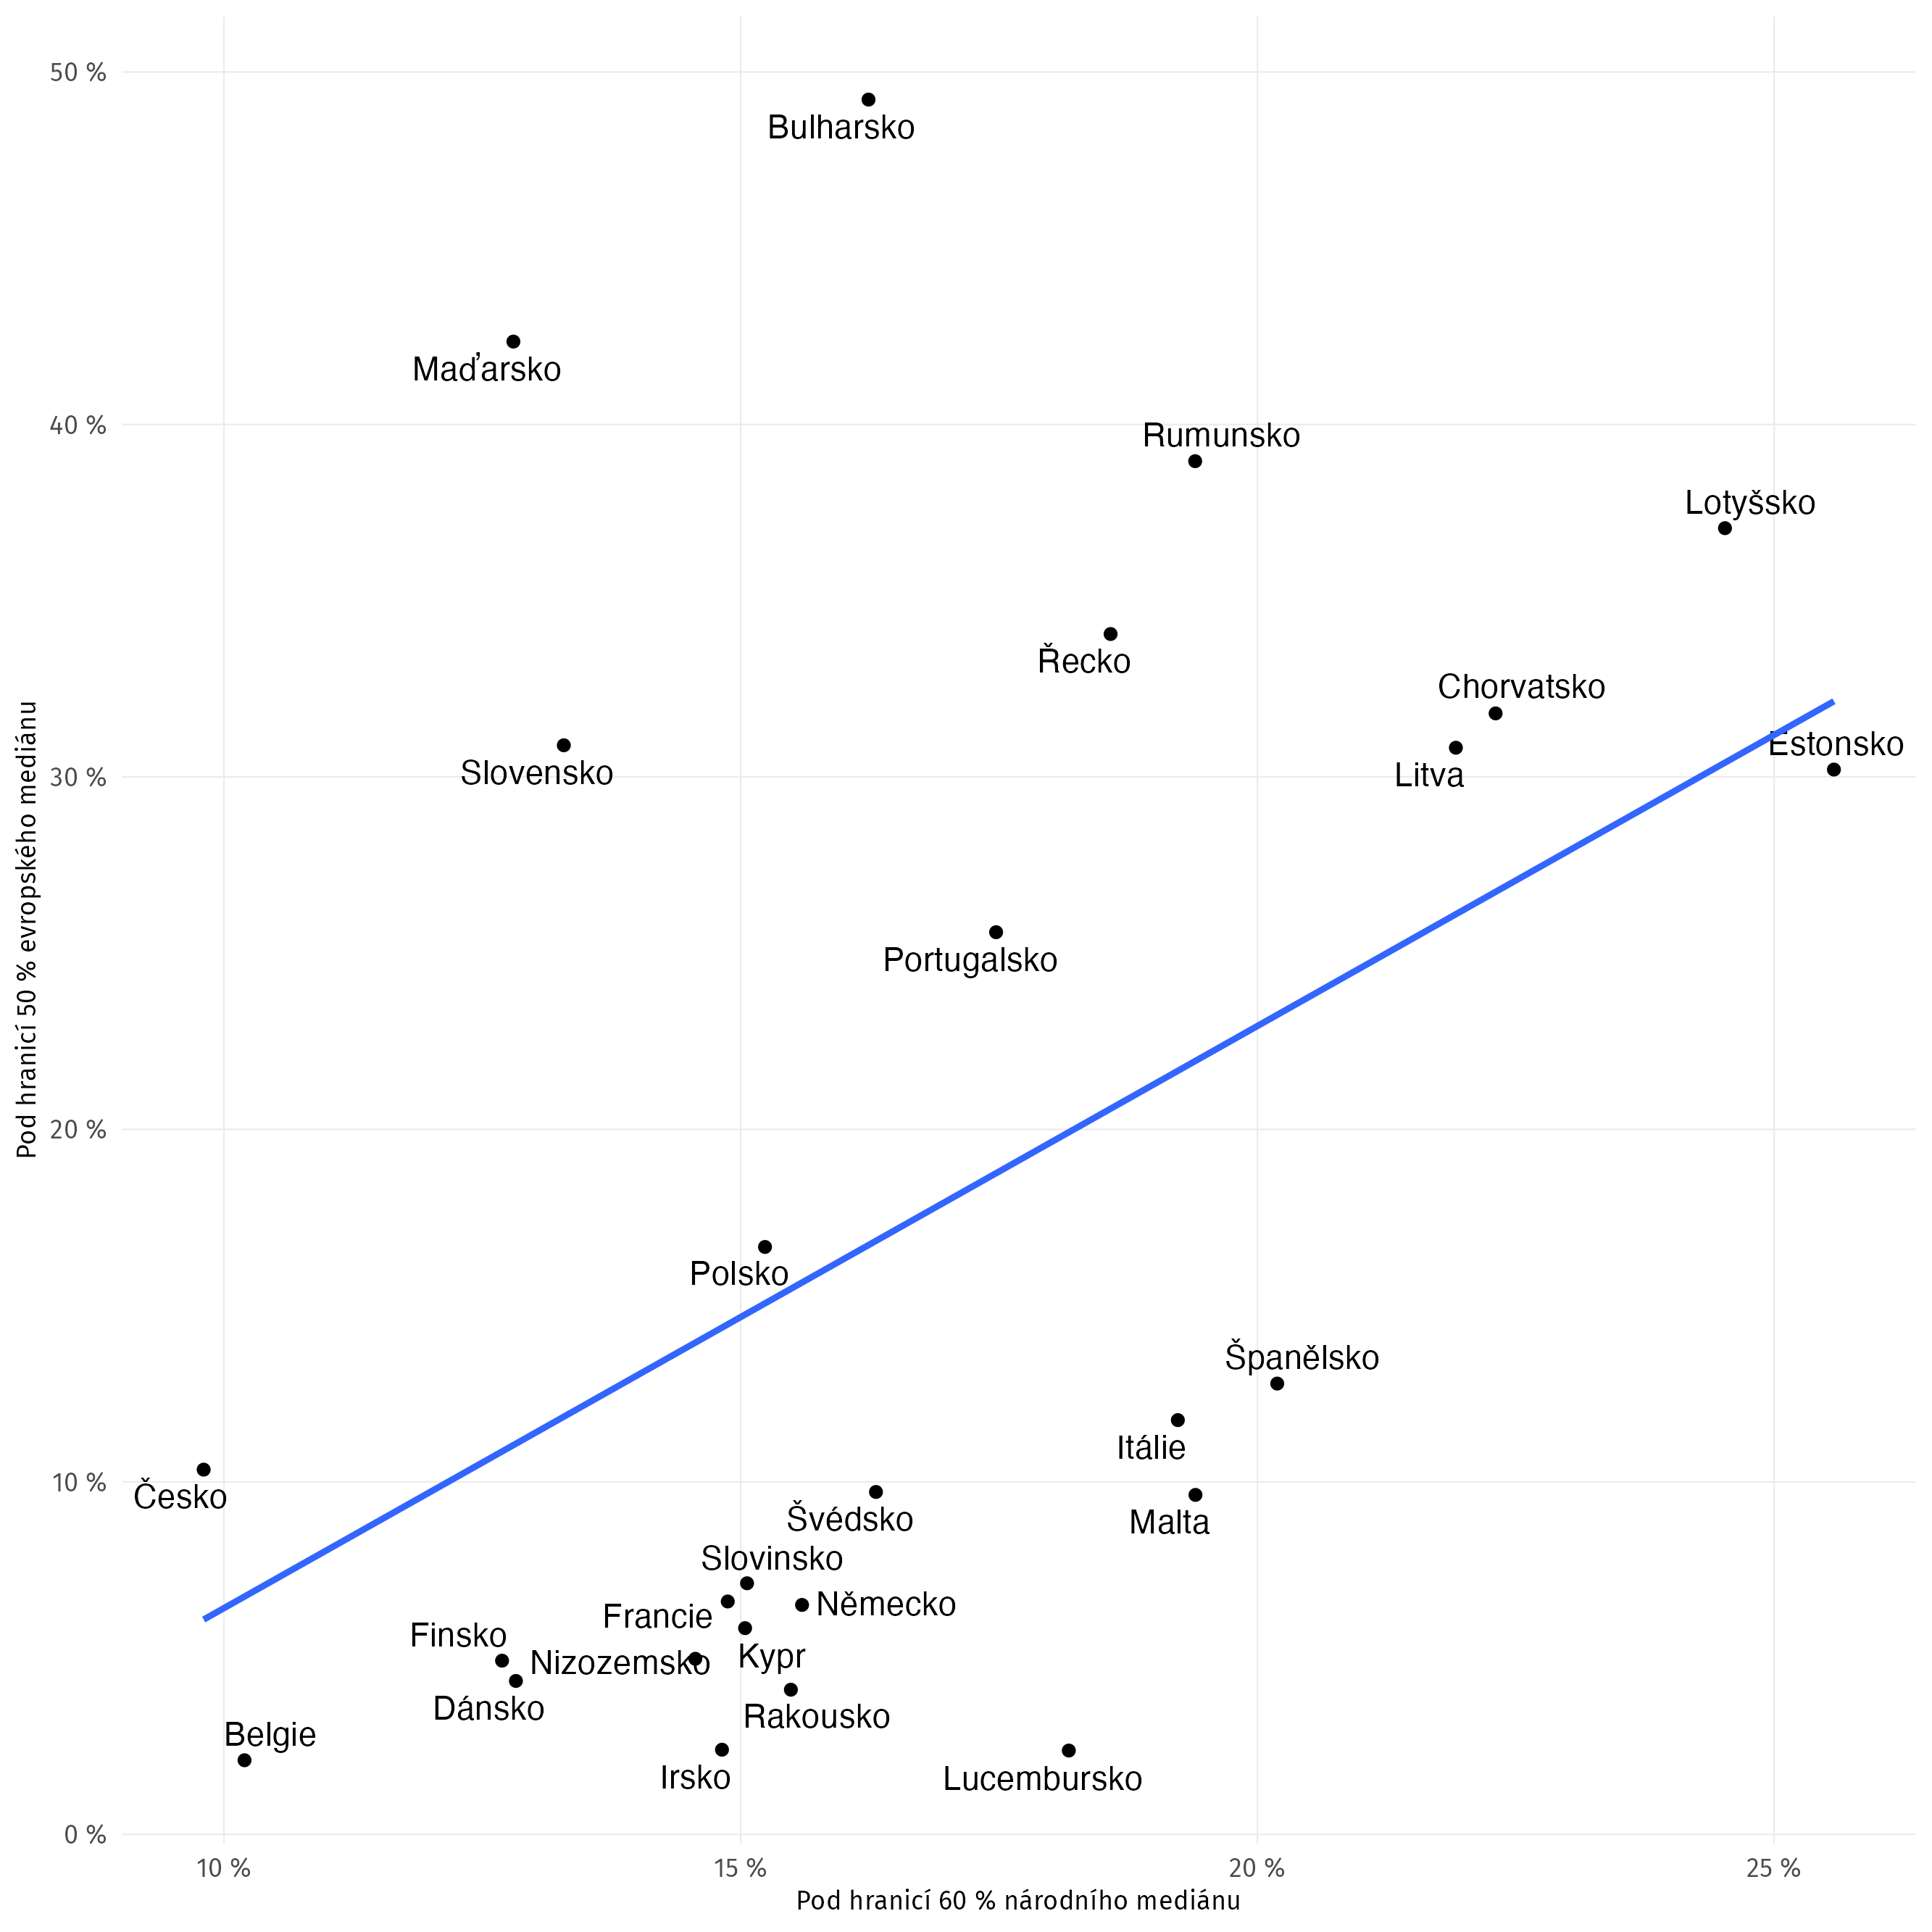 50 %
Bulharsko
Maďarsko
40 %
Rumunsko
Lotyšsko
Řecko
Chorvatsko
Estonsko
Slovensko
30 %
Litva
Portugalsko
Pod hranicí 50 % evropského mediánu
20 %
Polsko
Španělsko
Itálie
10 %
Česko
Švédsko
Malta
Slovinsko
Německo
Francie
Finsko
Nizozemsko
Kypr
Dánsko
Rakousko
Belgie
Irsko
Lucembursko
0 %
10 %
15 %
20 %
25 %
Pod hranicí 60 % národního mediánu